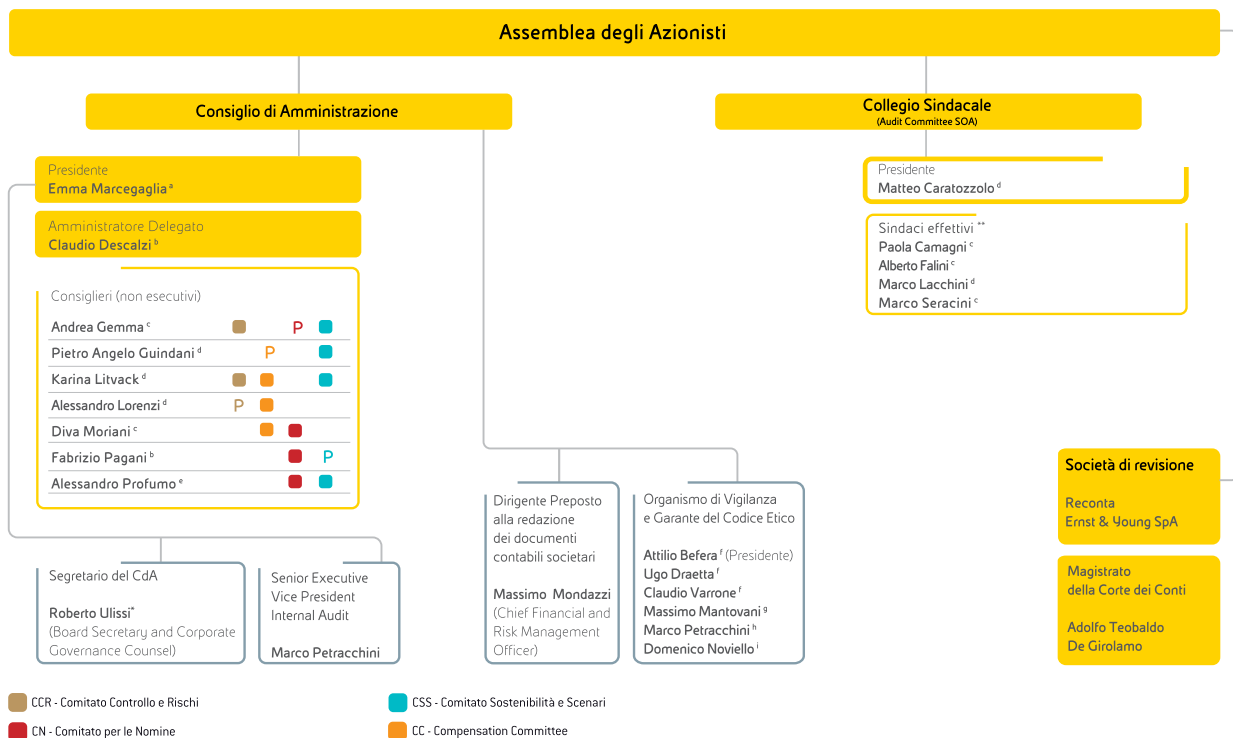 Assemblea degli Azionisti
Consiglio di Amministrazione
Collegio Sindacale
(Audit Committee SOA)
Presidente
Emma Marcegaglia a
Amministratore Delegato
Claudio Descalzi b
Consiglieri (non esecutivi)
Andrea Gemma c P
Pietro Angelo Guindani d P
Karina Litvack d
Alessandro Lorenzi d P
Diva Moriani c
Fabrizio Pagani b P
Alessandro Profumo e
Presidente
Matteo Caratozzolo d
Sindaci effettivi **
Paola Camagni c
Alberto Falini c
Marco Lacchini d
Marco Seracini c
Segretario del CdA
Roberto Ulissi*
(Board Secretary and Corporate
Governance Counsel)
Senior Executive
Vice President
Internal Audit
Marco Petracchini
Dirigente Preposto
alla redazione
dei documenti
contabili societari
Massimo Mondazzi
(Chief Financial and
Risk Management
Officer)
Organismo di Vigilanza
e Garante del Codice Etico
Attilio Befera f (Presidente)
Ugo Draetta f
Claudio Varrone f
Massimo Mantovani g
Marco Petracchini h
Domenico Noviello i
Società di revisione
Reconta
Ernst & Young SpA
Magistrato
della Corte dei Conti
Adolfo Teobaldo
De Girolamo
CCR - Comitato Controllo e Rischi
CSS - Comitato Sostenibilità e Scenari
CN - Comitato per le Nomine
CC - Compensation Committee